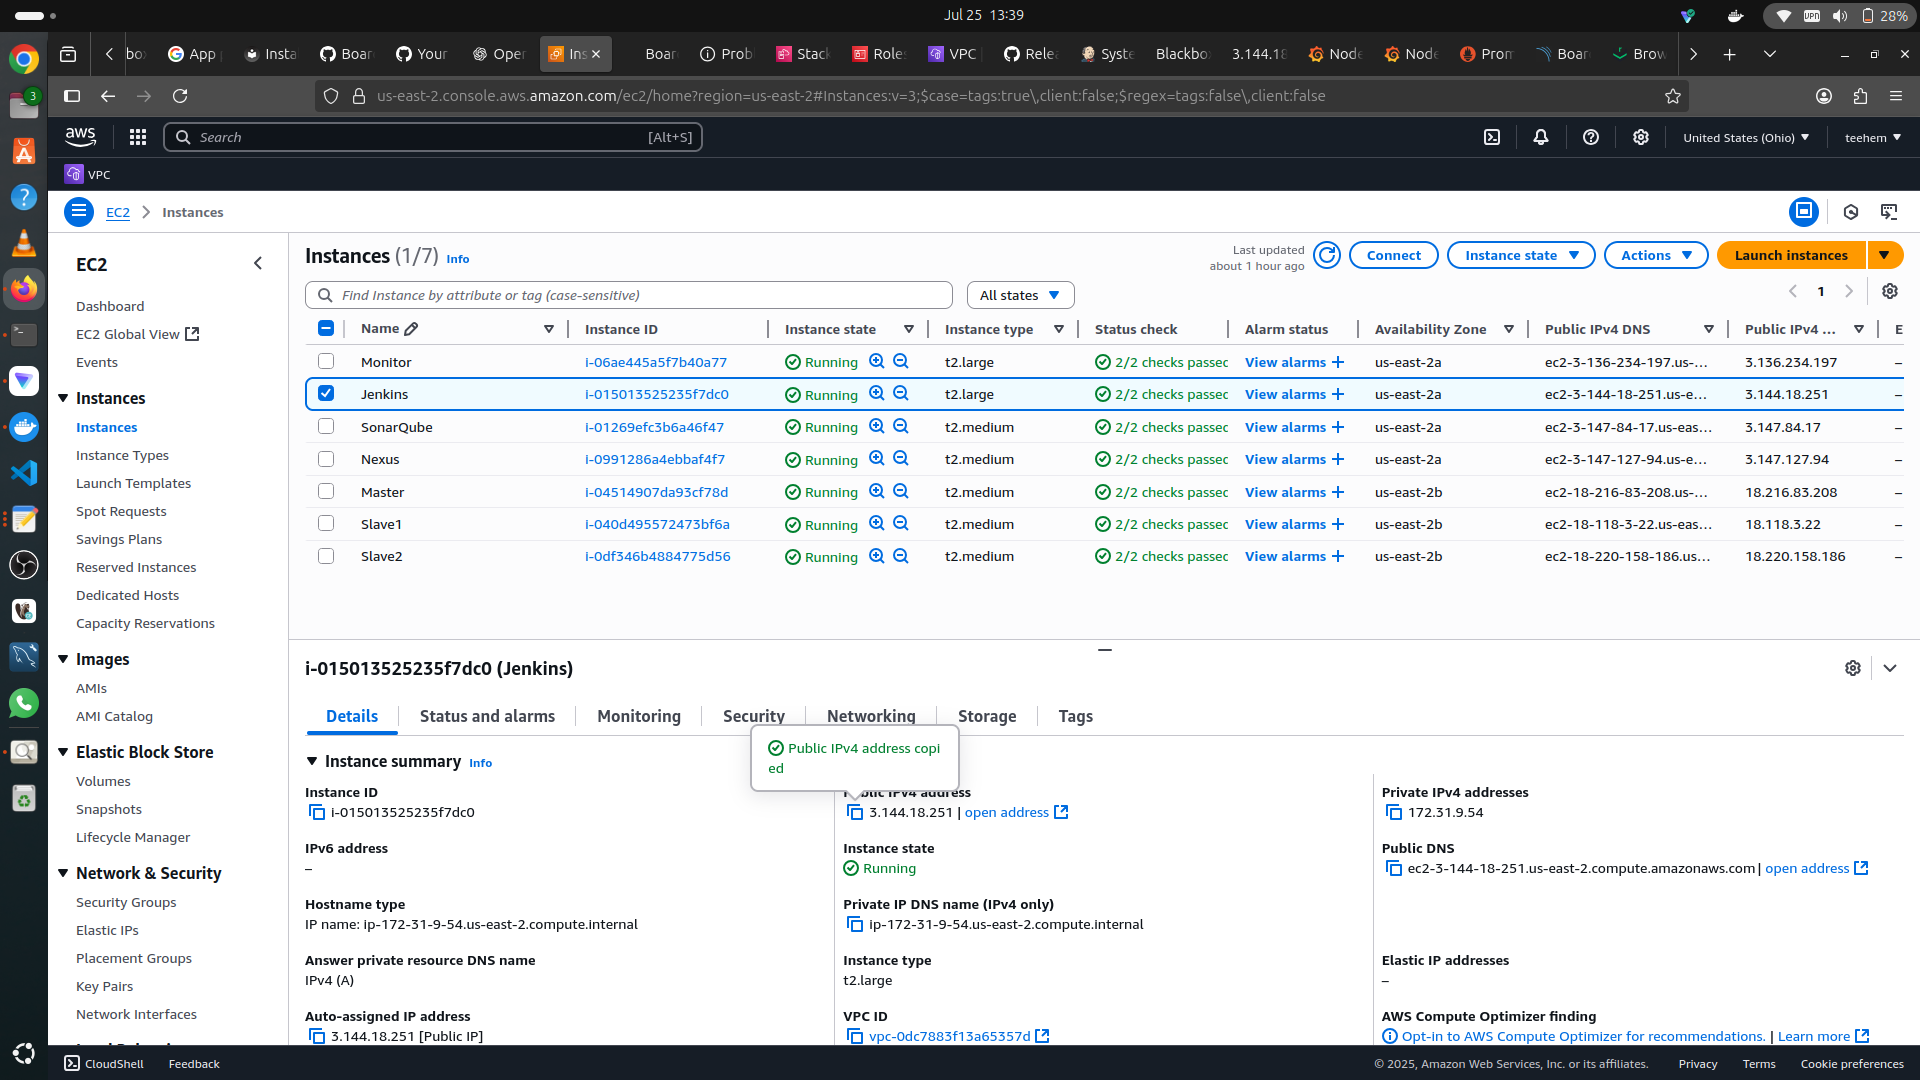 Jul 25 13:39
28%
App
Insta
Boar
Your
Oper
Ins
Boar
Prob
Stack
Role
VPC
Relea
Syste
Blackbo
3.144.18
Node
Node
Pron
Boar
Brow
us-east-2.console.aws.amazon.com/ec2/home?region=us-east-2#Instances:v=3;$case=tags:true\,client:false;$regex=tags:false\,client:false
aws
Search
[Alt+S]
United States (Ohio)
teehem
VPC
EC2
Instances
EC2
Dashboard
EC2 Global View
Events
Instances
Instances
Instance Types
Launch Templates
Spot Requests
Savings Plans
Reserved Instances
Dedicated Hosts
Capacity Reservations
Images
AMIs
AMI Catalog
Elastic Block Store
Volumes
Snapshots
Lifecycle Manager
Network & Security
Security Groups
Elastic IPs
Placement Groups
Key Pairs
Network Interfaces
Instances (1/7) Info
Last updated
about 1 hour ago
Connect
Instance state
Actions
Launch instances
Find Instance by attribute or tag (case-sensitive)
All states
1
Name Instance ID Instance state Instance type Status check Alarm status Availability Zone Public IPv4 DNS Public IPv4 ... E
Monitor i-06ae445a5f7b40a77 Running t2.large 2/2 checks passec View alarms + us-east-2a ec2-3-136-234-197.us-... 3.136.234.197 –
Jenkins i-015013525235f7dc0 Running t2.large 2/2 checks passec View alarms + us-east-2a ec2-3-144-18-251.us-e... 3.144.18.251 –
SonarQube i-01269efc3b6a46f47 Running t2.medium 2/2 checks passec View alarms + us-east-2a ec2-3-147-84-17.us-eas... 3.147.84.17 –
Nexus i-0991286a4ebbaf4f7 Running t2.medium 2/2 checks passec View alarms + us-east-2a ec2-3-147-127-94.us-e... 3.147.127.94 –
Master i-04514907da93cf78d Running t2.medium 2/2 checks passec View alarms + us-east-2b ec2-18-216-83-208.us-... 18.216.83.208 –
Slave1 i-040d495572473bf6a Running t2.medium 2/2 checks passec View alarms + us-east-2b ec2-18-118-3-22.us-eas... 18.118.3.22 –
Slave2 i-0df346b4884775d56 Running t2.medium 2/2 checks passec View alarms + us-east-2b ec2-18-220-158-186.us... 18.220.158.186 –
i-015013525235f7dc0 (Jenkins)
Details
Status and alarms
Monitoring
Security
Networking
Storage
Tags
Public IPv4 address copi
ed
Instance summary Info
Instance ID
i-015013525235f7dc0
Public IPv4 address
3.144.18.251 | open address
Private IPv4 addresses
172.31.9.54
IPv6 address
–
Instance state
Running
Public DNS
ec2-3-144-18-251.us-east-2.compute.amazonaws.com | open address
Hostname type
IP name: ip-172-31-9-54.us-east-2.compute.internal
Private IP DNS name (IPv4 only)
ip-172-31-9-54.us-east-2.compute.internal
Answer private resource DNS name
IPv4 (A)
Instance type
t2.large
Elastic IP addresses
–
Auto-assigned IP address
3.144.18.251 [Public IP]
VPC ID
vpc-0dc7883f13a65357d
AWS Compute Optimizer finding
Opt-in to AWS Compute Optimizer for recommendations. | Learn more
CloudShell
Feedback
© 2025, Amazon Web Services, Inc. or its affiliates.
Privacy
Terms
Cookie preferences